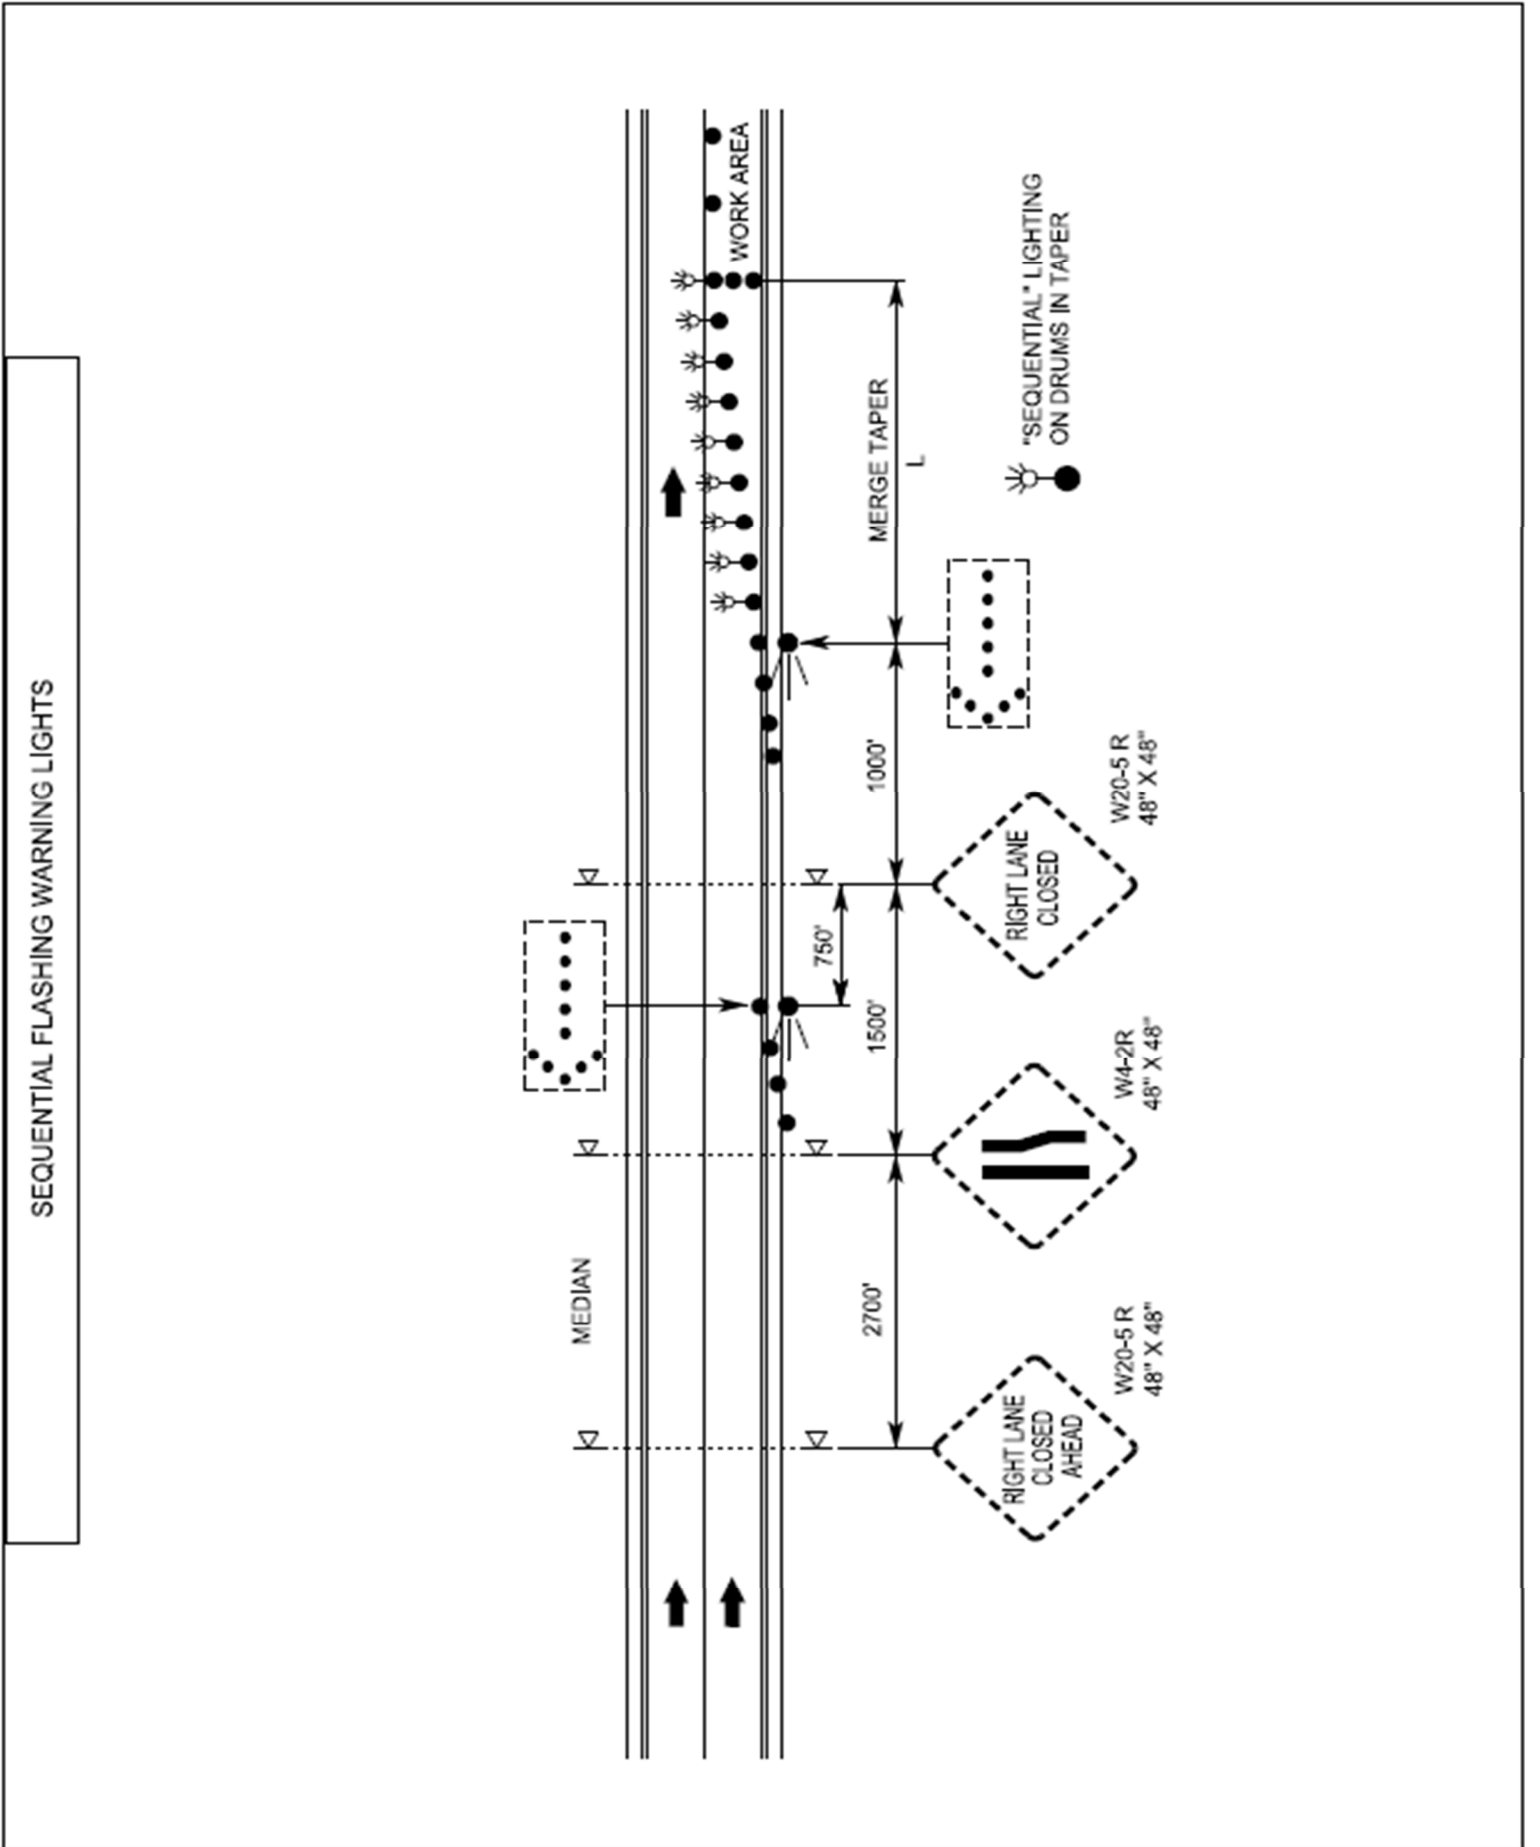 SEQUENTIAL FLASHING WARNING LIGHTS
MEDIAN
WORK AREA
750'
2700'
1500'
1000'
MERGE TAPER
L
RIGHT LANE
CLOSED
AHEAD
W20-5 R
48" X 48"
W4-2R
48" X 48"
RIGHT LANE
CLOSED
W20-5 R
48" X 48"
"SEQUENTIAL" LIGHTING
ON DRUMS IN TAPER